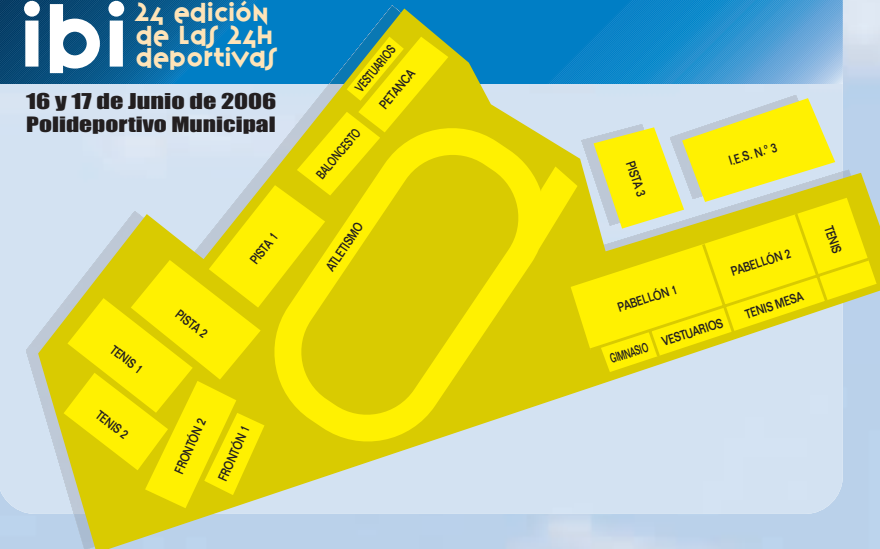 ibi
24 edición
de las 24H
deportivas
16 y 17 de Junio de 2006
Polideportivo Municipal
VESTUARIOS
PETANCA
BALONCESTO
PISTA 1
ATLETISMO
PISTA 2
TENIS 1
TENIS 2
FRONTÓN 2
FRONTÓN 1
PISTA 3
I.E.S. N.º 3
PABELLÓN 1
PABELLÓN 2
TENIS
GIMNASIO
VESTUARIOS
TENIS MESA